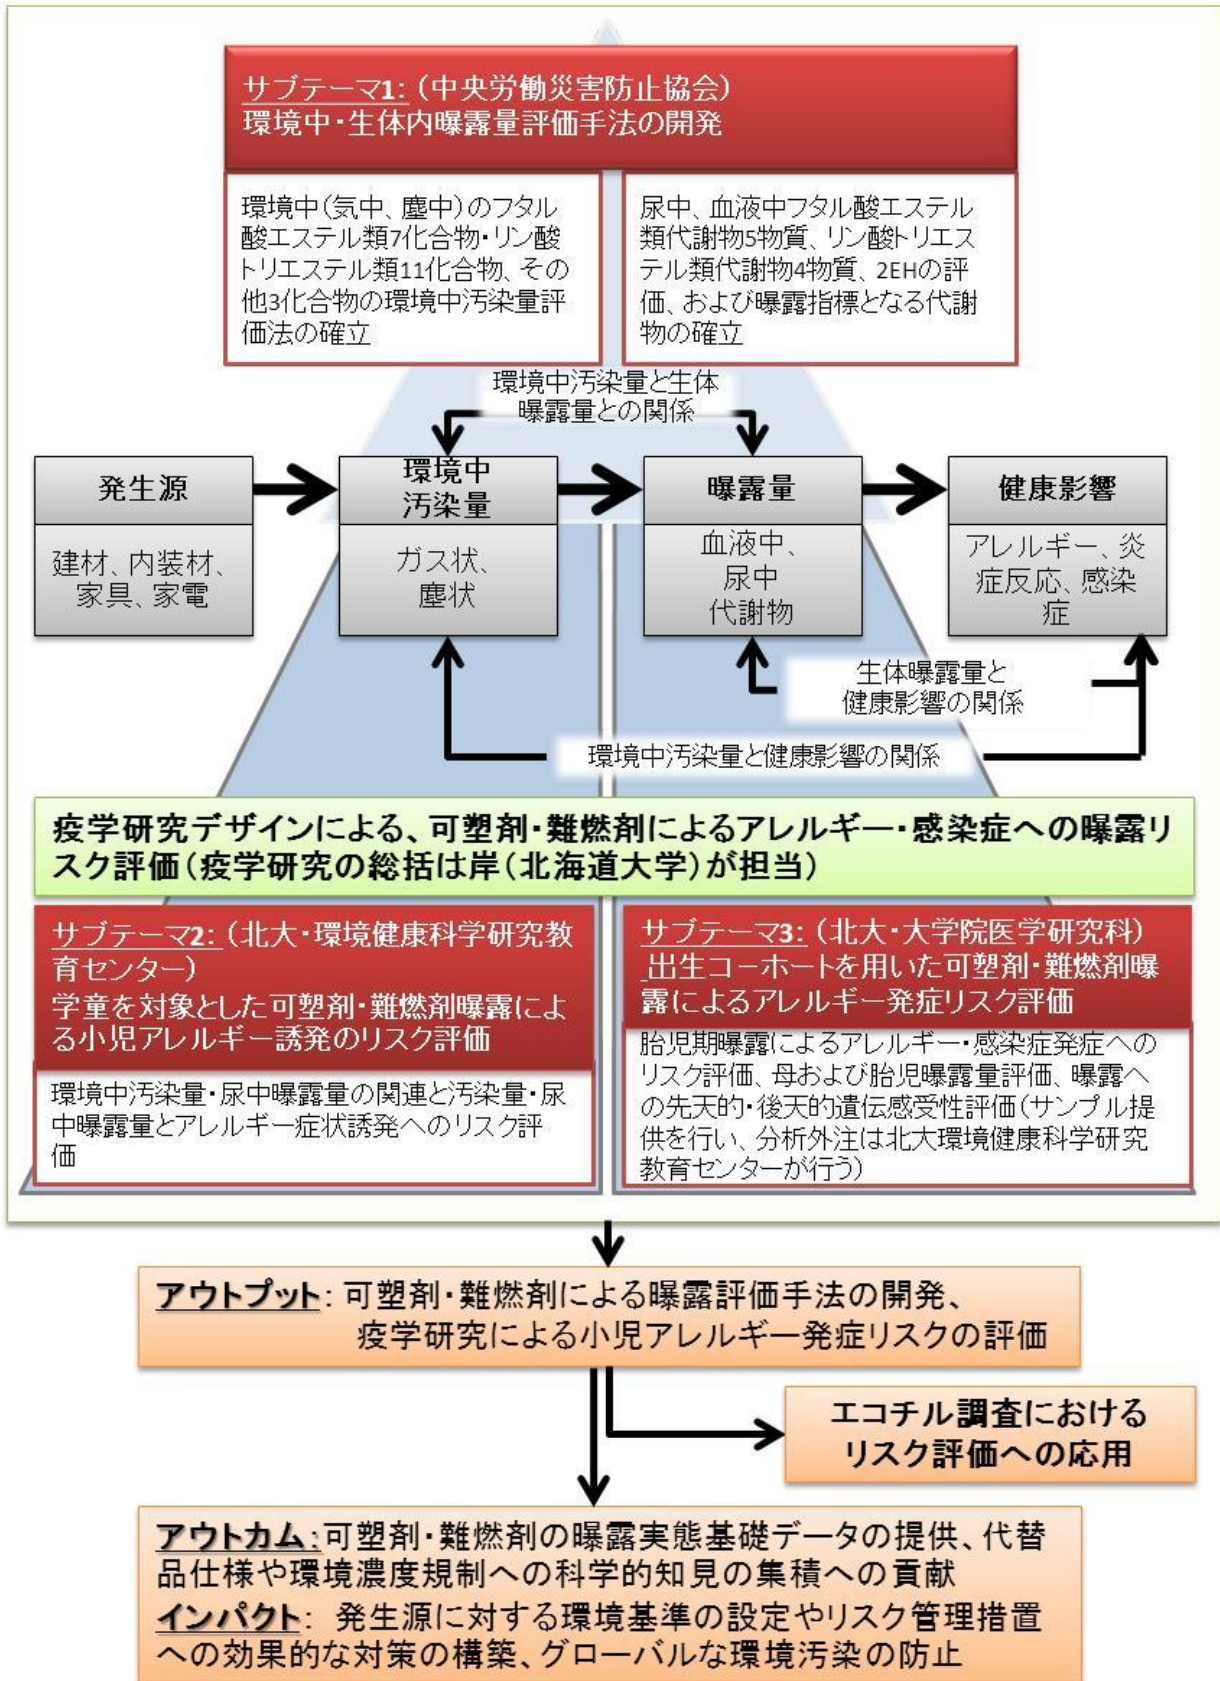 サブテーマ1: (中央労働災害防止協会)
環境中・生体内曝露量評価手法の開発
環境中(気中、塵中)のフタル
酸エステル類7化合物・リン酸
トリエステル類11化合物、その
他3化合物の環境中汚染量評
価法の確立
尿中、血液中フタル酸エステル
類代謝物5物質、リン酸トリエス
テル類代謝物4物質、2EHの評
価、および曝露指標となる代謝
物の確立
環境中汚染量と生体
曝露量との関係
発生源
建材、内装材、
家具、家電
環境中
汚染量
ガス状、
塵状
曝露量
血液中、
尿中
代謝物
健康影響
アレルギー、炎
症反応、感染
症
生体曝露量と
健康影響の関係
環境中汚染量と健康影響の関係
疫学研究デザインによる、可塑剤・難燃剤によるアレルギー・感染症への曝露リ
スク評価(疫学研究の総括は岸(北海道大学)が担当)
サブテーマ2: (北大・環境健康科学研究教
育センター)
学童を対象とした可塑剤・難燃剤曝露によ
る小児アレルギー誘発のリスク評価
環境中汚染量・尿中曝露量の関連と汚染量・尿
中曝露量とアレルギー症状誘発へのリスク評
価
サブテーマ3: (北大・大学院医学研究科)
出生コーホートを用いた可塑剤・難燃剤曝
露によるアレルギー発症リスク評価
胎児期曝露によるアレルギー・感染症発症への
リスク評価、母および胎児曝露量評価、曝露へ
の先天的・後天的遺伝感受性評価(サンプル提
供を行い、分析外注は北大環境健康科学研究
教育センターが行う)
アウトプット: 可塑剤・難燃剤による曝露評価手法の開発、
疫学研究による小児アレルギー発症リスクの評価
エコチル調査における
リスク評価への応用
アウトカム:可塑剤・難燃剤の曝露実態基礎データの提供、代替
品仕様や環境濃度規制への科学的知見の集積への貢献
インパクト: 発生源に対する環境基準の設定やリスク管理措置
への効果的な対策の構築、グローバルな環境汚染の防止